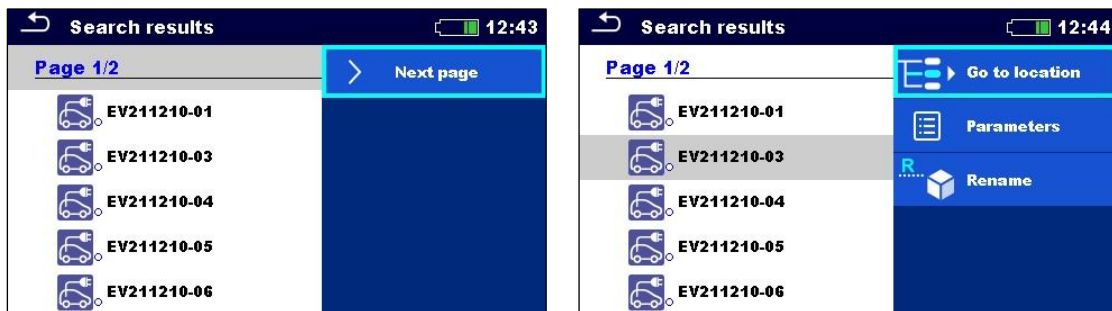 Search results
12:43
Page 1/2
Next page
EV211210-01
EV211210-03
EV211210-04
EV211210-05
EV211210-06
Search results
12:44
Page 1/2
Go to location
EV211210-01
Parameters
EV211210-03
R
Rename
EV211210-04
EV211210-05
EV211210-06